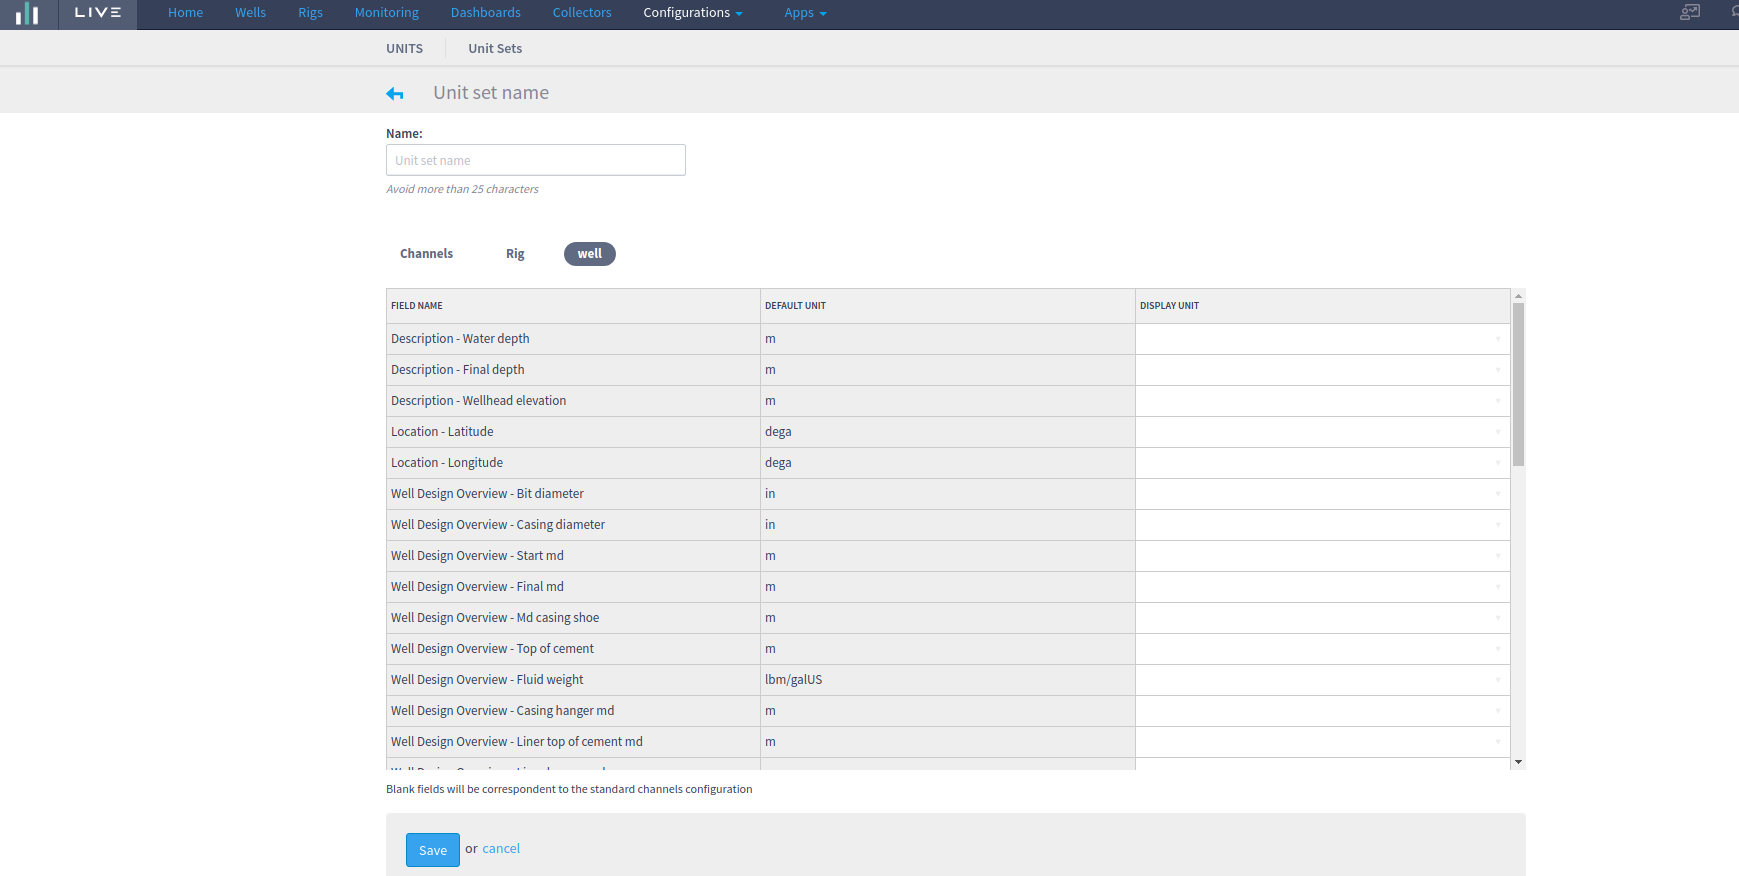 LIVE Home Wells Rigs Monitoring Dashboards Collectors Configurations Apps
UNITS Unit Sets
Unit set name
Name:
Unit set name
Avoid more than 25 characters
Channels Rig well
FIELD NAME DEFAULT UNIT DISPLAY UNIT
Description - Water depth m
Description - Final depth m
Description - Wellhead elevation m
Location - Latitude dega
Location - Longitude dega
Well Design Overview - Bit diameter in
Well Design Overview - Casing diameter in
Well Design Overview - Start md m
Well Design Overview - Final md m
Well Design Overview - Md casing shoe m
Well Design Overview - Top of cement m
Well Design Overview - Fluid weight lbm/galUS
Well Design Overview - Casing hanger md m
Well Design Overview - Liner top of cement md m
Blank fields will be correspondent to the standard channels configuration
Save or cancel